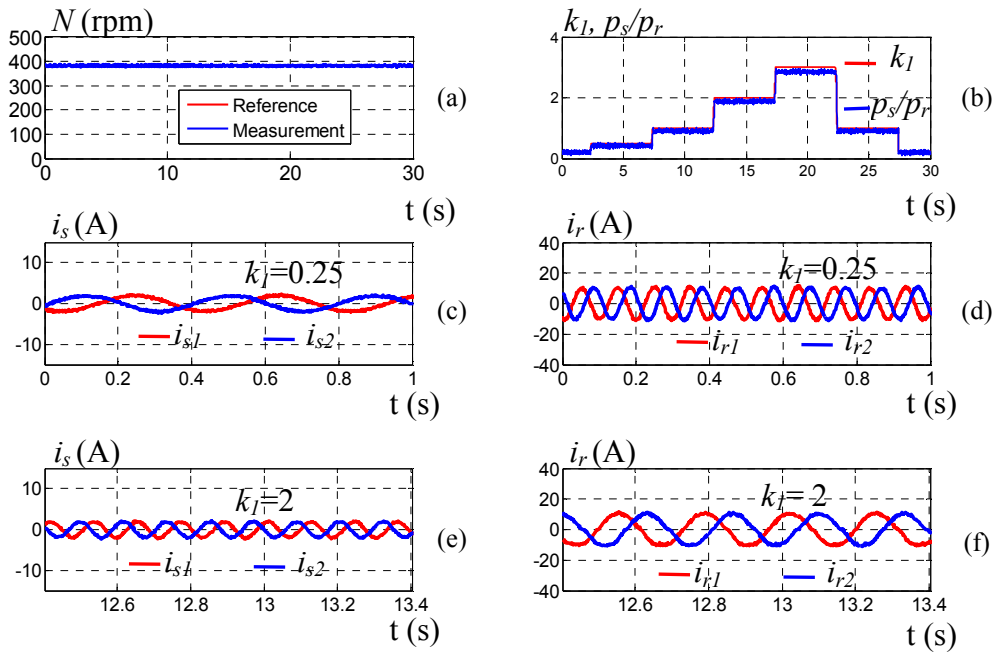 N (rpm)
500
400
300
200
100
0
Reference
Measurement
0
10
20
30
t (s)
(a)
k1, ps/pr
4
2
0
k1
ps/pr
0
5
10
15
20
25
30
t (s)
(b)
is (A)
10
0
-10
k1=0.25
is1
is2
0
0.2
0.4
0.6
0.8
1
t (s)
(c)
ir (A)
40
20
0
-20
-40
k1=0.25
ir1
ir2
0
0.2
0.4
0.6
0.8
1
t (s)
(d)
is (A)
10
0
-10
k1=2
is1
is2
12.6
12.8
13
13.2
13.4
t (s)
(e)
ir (A)
40
20
0
-20
-40
k1= 2
ir1
ir2
12.6
12.8
13
13.2
13.4
t (s)
(f)